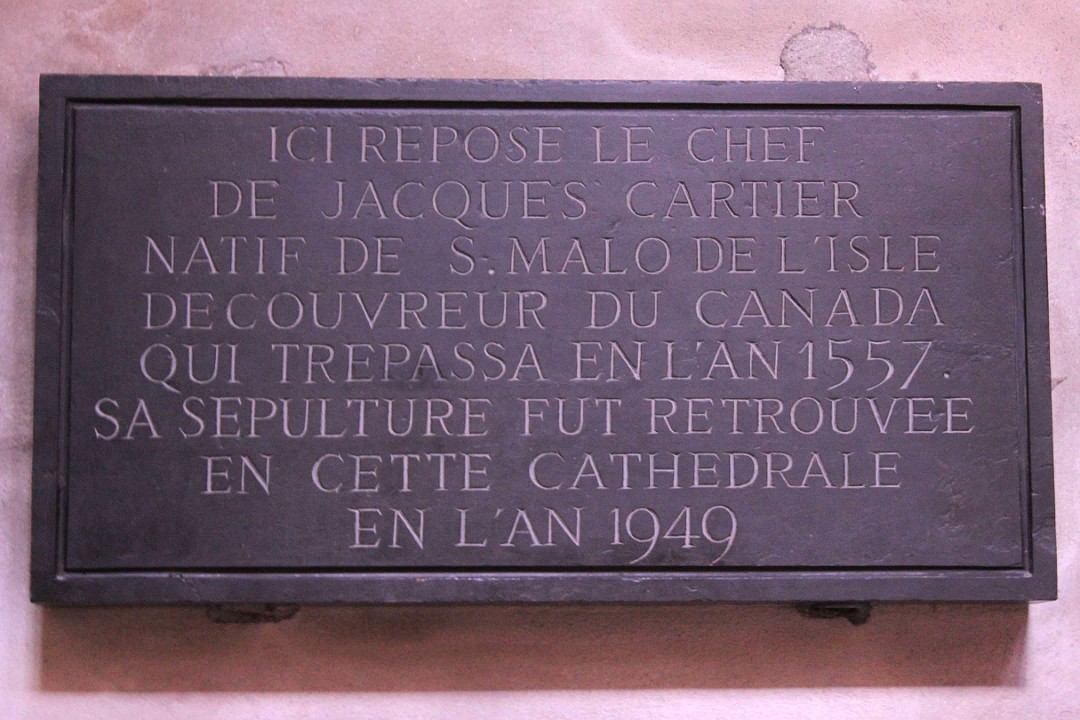 ICI REPOSE LE CHEF
DE JACQUES CARTIER
NATIF DE S. MALO DE L'ISLE
DECOUVREUR DU CANADA
QUI TREPASSA EN L'AN 1557.
SA SEPULTURE FUT RETROUVEE
EN CETTE CATHEDRALE
EN L'AN 1949